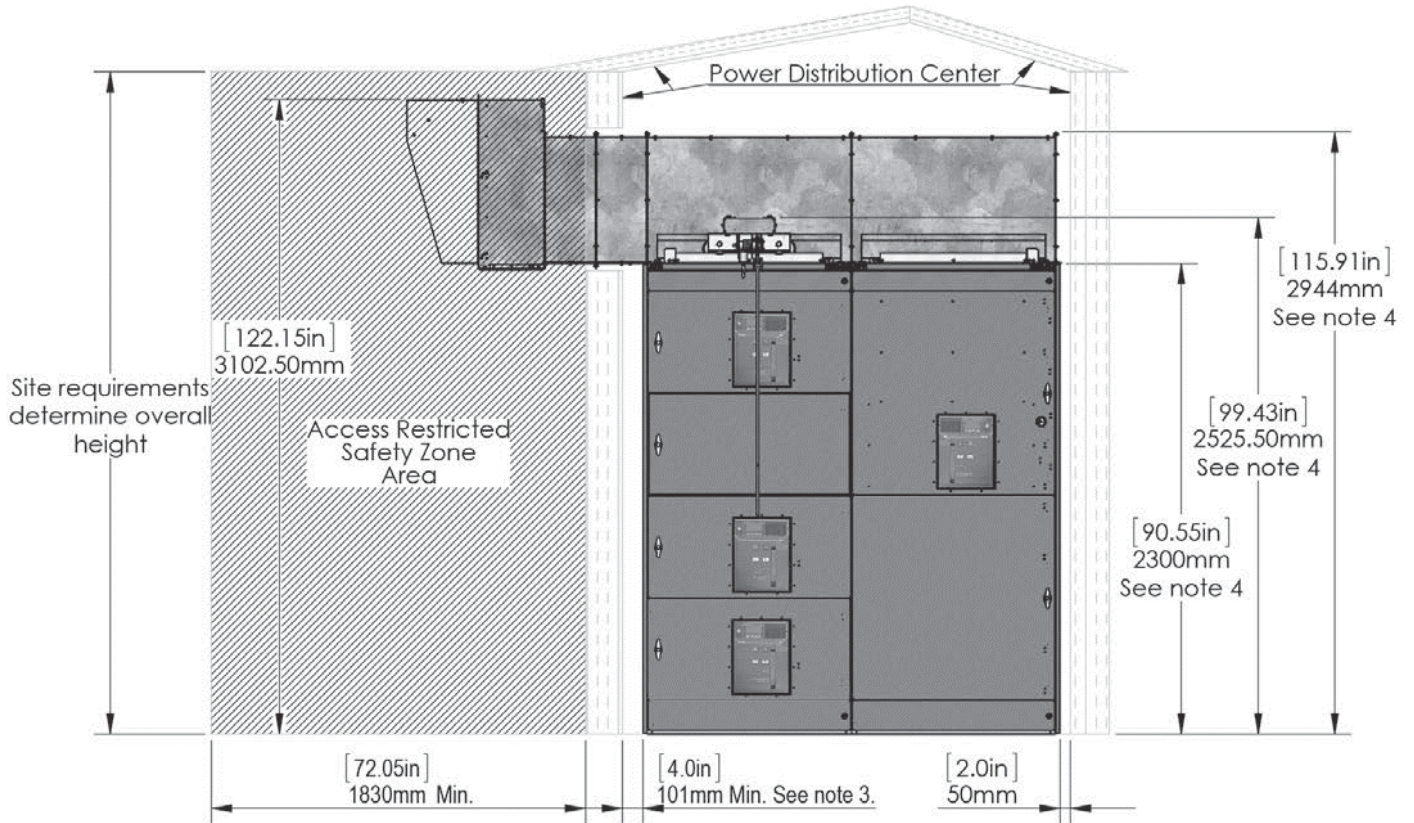 Power Distribution Center
[115.91in]
2944mm
See note 4
[122.15in]
3102.50mm
Site requirements
determine overall
height
Access Restricted
Safety Zone
Area
[99.43in]
2525.50mm
See note 4
[90.55in]
2300mm
See note 4
[72.05in]
1830mm Min.
[4.0in]
101mm Min. See note 3.
[2.0in]
50mm